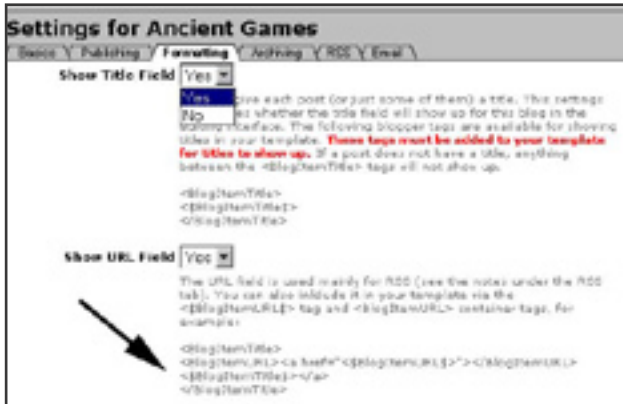 Settings for Ancient Games
Basics Publishing Formatting Archiving RSS Email
Show Title Field Yes
Yes
No
give each post (or just some of them) a title. This settings
whether the title field will show up for this blog in the
interface. The following blogger tags are available for showing
titles in your template. These tags must be added to your template
for titles to show up. If a post does not have a title, anything
between the <BlogItemTitle> tags will not show up.
<BlogItemTitle>
<$BlogItemTitle$>
</BlogItemTitle>
Show URL Field Yes
The URL field is used mainly for RSS (see the notes under the RSS
tab). You can also include it in your template via the
<$BlogItemURL$> tag and <BlogItemURL> container tags, for
example:
<BlogItemTitle>
<BlogItemURL><a href="<$BlogItemURL$>"></BlogItemURL>
<$BlogItemTitle$></a>
</BlogItemTitle>